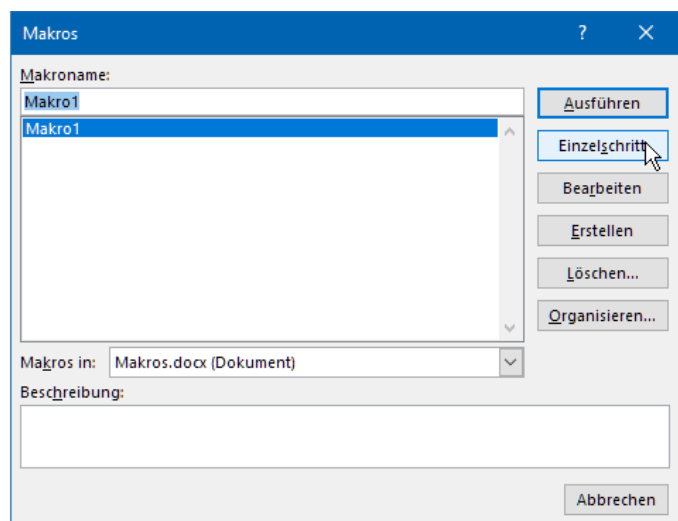 Makros
Makroname:
Makro1
Ausführen
Makro1
Einzelschritt
Bearbeiten
Erstellen
Löschen...
Organisieren...
Makros in: Makros.docx (Dokument)
Beschreibung:
Abbrechen